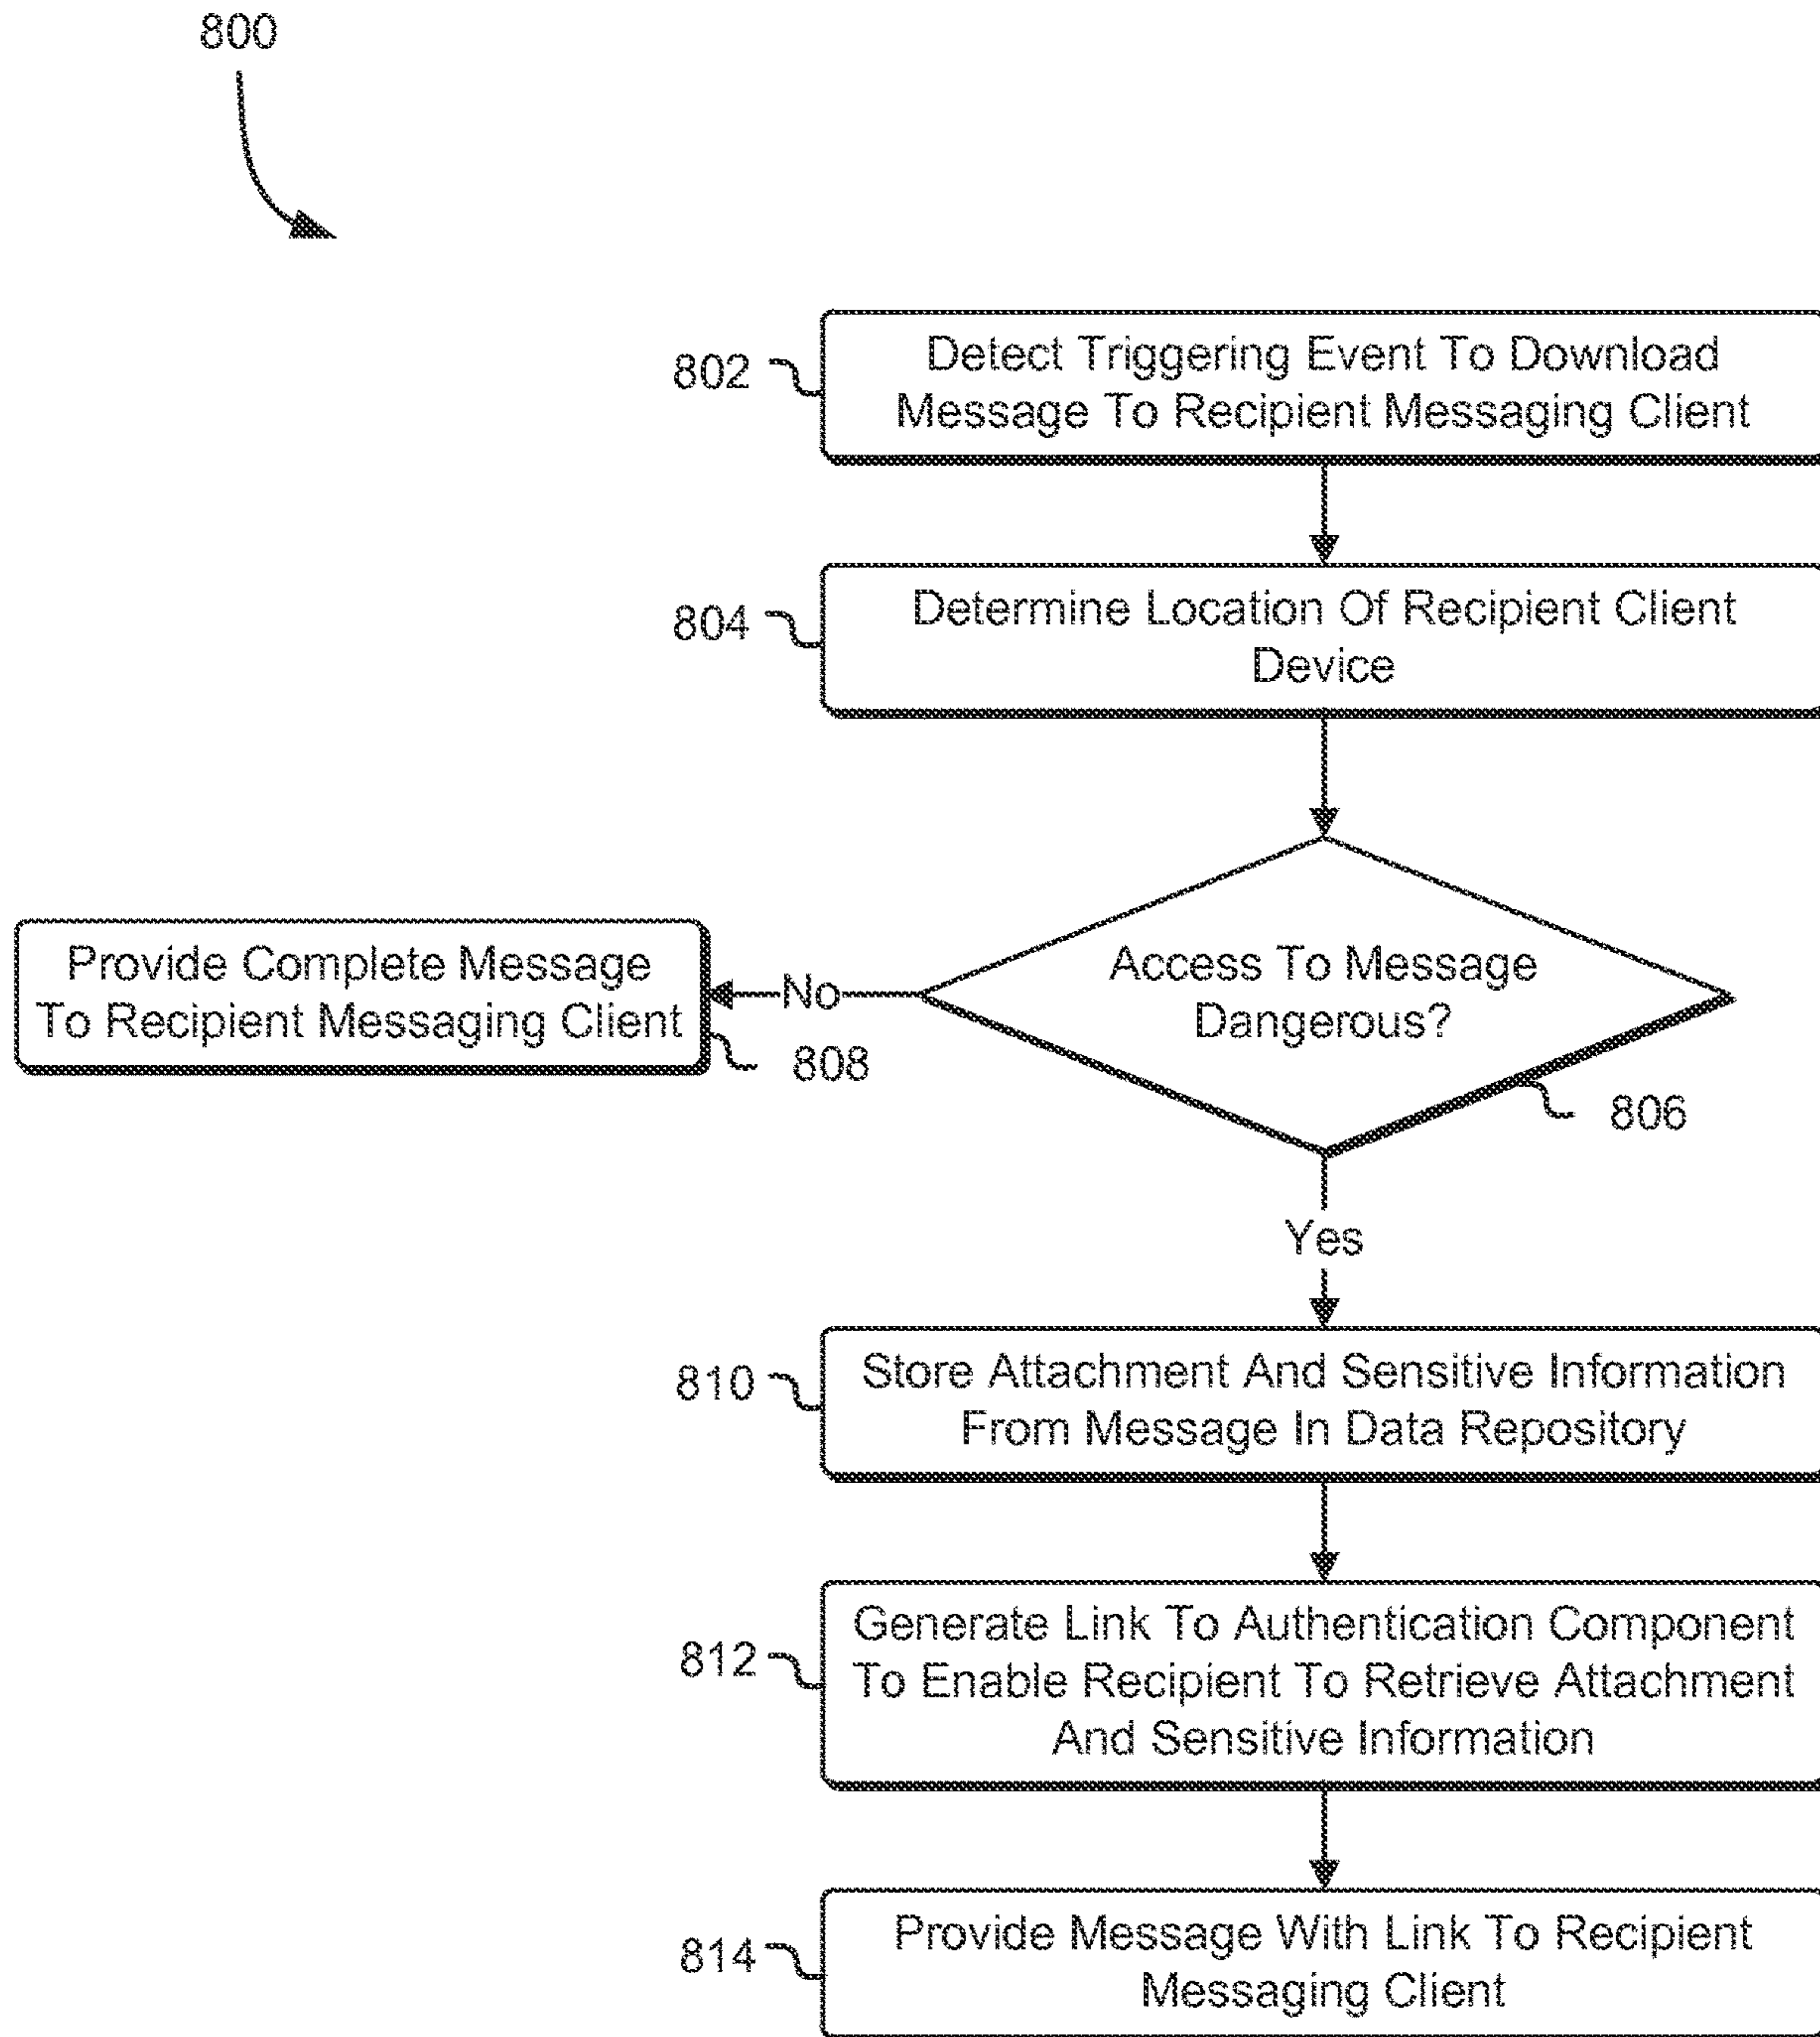 800
802
Detect Triggering Event To Download
Message To Recipient Messaging Client
804
Determine Location Of Recipient Client
Device
Access To Message
Dangerous?
806
No
Provide Complete Message
To Recipient Messaging Client
808
Yes
810
Store Attachment And Sensitive Information
From Message In Data Repository
812
Generate Link To Authentication Component
To Enable Recipient To Retrieve Attachment
And Sensitive Information
814
Provide Message With Link To Recipient
Messaging Client